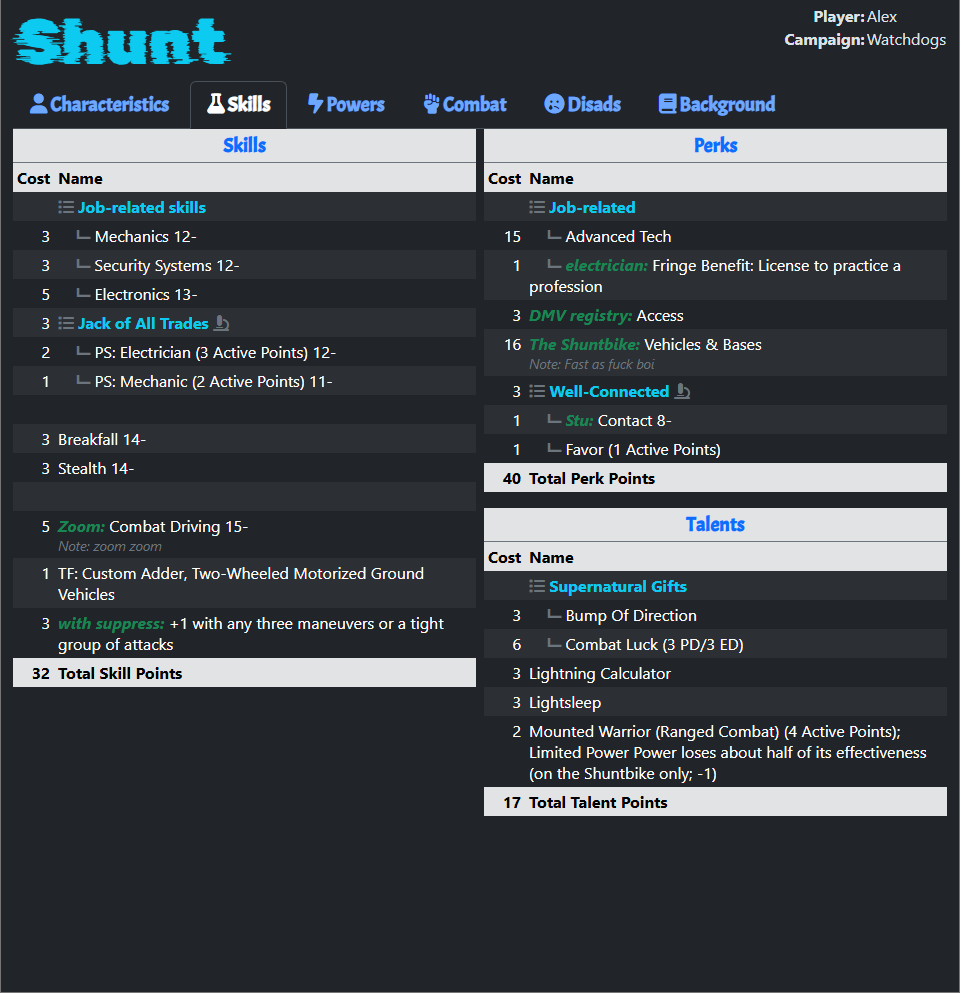 Shunt
Player: Alex
Campaign: Watchdogs
Characteristics Skills Powers Combat Disads Background
Skills
Cost Name
Job-related skills
3 Mechanics 12-
3 Security Systems 12-
5 Electronics 13-
3 Jack of All Trades
2 PS: Electrician (3 Active Points) 12-
1 PS: Mechanic (2 Active Points) 11-
3 Breakfall 14-
3 Stealth 14-
5 Zoom: Combat Driving 15-
Note: zoom zoom
1 TF: Custom Adder, Two-Wheeled Motorized Ground
Vehicles
3 with suppress: +1 with any three maneuvers or a tight
group of attacks
32 Total Skill Points
Perks
Cost Name
Job-related
15 Advanced Tech
1 electrician: Fringe Benefit: License to practice a
profession
3 DMV registry: Access
16 The Shuntbike: Vehicles & Bases
Note: Fast as fuck boi
3 Well-Connected
1 Stu: Contact 8-
1 Favor (1 Active Points)
40 Total Perk Points
Talents
Cost Name
Supernatural Gifts
3 Bump Of Direction
6 Combat Luck (3 PD/3 ED)
3 Lightning Calculator
3 Lightsleep
2 Mounted Warrior (Ranged Combat) (4 Active Points);
Limited Power Power loses about half of its effectiveness
(on the Shuntbike only; -1)
17 Total Talent Points